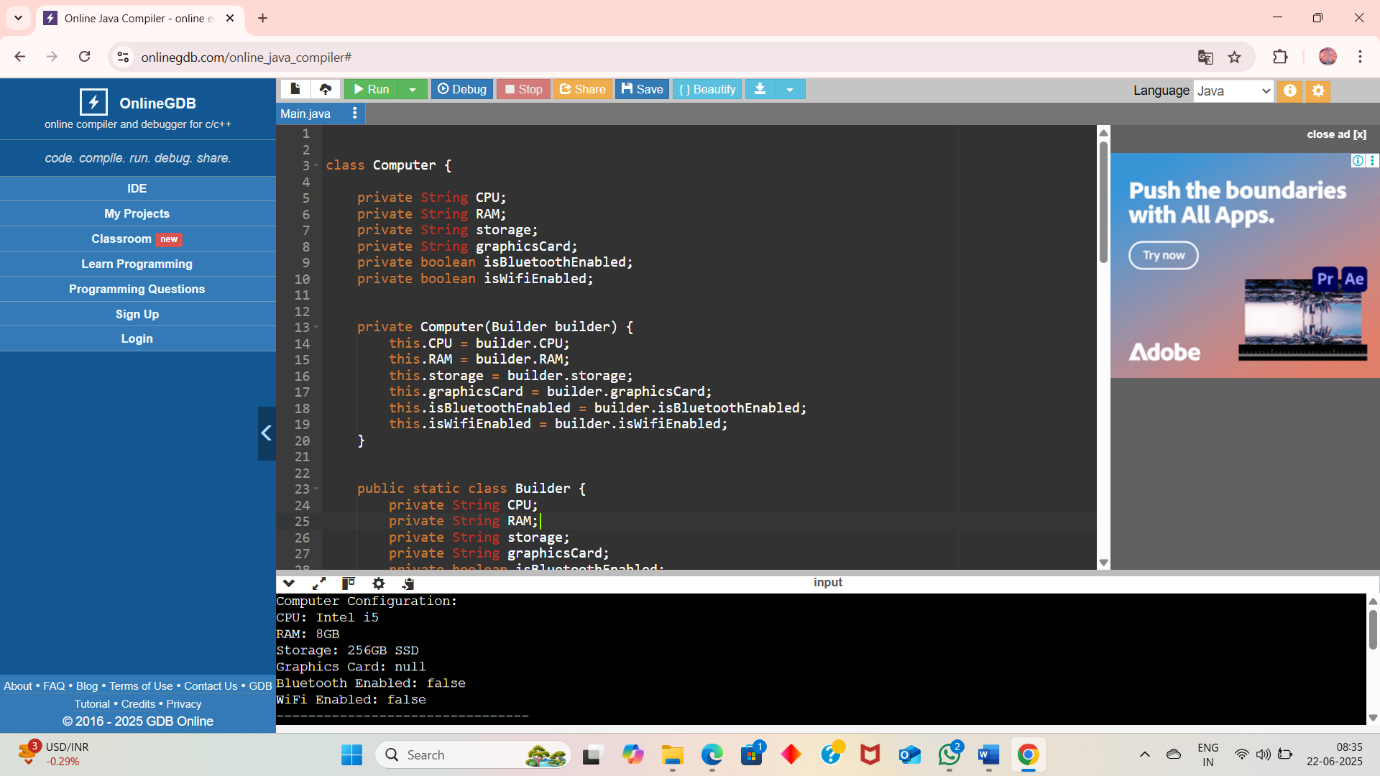 Online Java Compiler - online e
onlinegdb.com/online_java_compiler#
OnlineGDB
online compiler and debugger for c/c++
code. compile. run. debug. share.
IDE
My Projects
Classroom new
Learn Programming
Programming Questions
Sign Up
Login
About • FAQ • Blog • Terms of Use • Contact Us • GDB
Tutorial • Credits • Privacy
© 2016 - 2025 GDB Online
Run Debug Stop Share Save { } Beautify
Language Java
Main.java
1
2
3 class Computer {
4
5 private String CPU;
6 private String RAM;
7 private String storage;
8 private String graphicsCard;
9 private boolean isBluetoothEnabled;
10 private boolean isWifiEnabled;
11
12
13 private Computer(Builder builder) {
14 this.CPU = builder.CPU;
15 this.RAM = builder.RAM;
16 this.storage = builder.storage;
17 this.graphicsCard = builder.graphicsCard;
18 this.isBluetoothEnabled = builder.isBluetoothEnabled;
19 this.isWifiEnabled = builder.isWifiEnabled;
20 }
21
22
23 public static class Builder {
24 private String CPU;
25 private String RAM;
26 private String storage;
27 private String graphicsCard;
28 private boolean isBluetoothEnabled;
close ad [x]
Push the boundaries
with All Apps.
Try now
Pr Ae
Adobe
input
Computer Configuration:
CPU: Intel i5
RAM: 8GB
Storage: 256GB SSD
Graphics Card: null
Bluetooth Enabled: false
WiFi Enabled: false
--------------------------------
3 USD/INR
-0.29%
Search
1
2
ENG
IN
08:35
22-06-2025